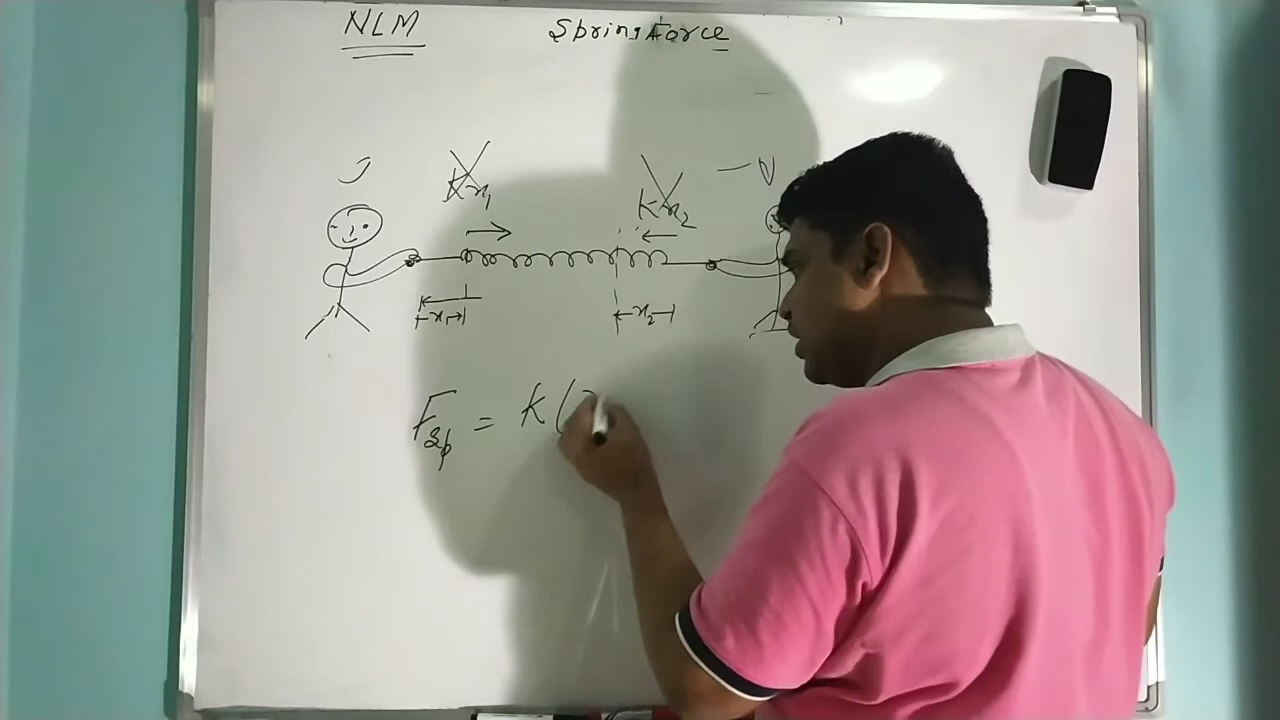 NLM
Spring Force
Kx₁
Kx₂
x₁
x₂
F_sp = K (